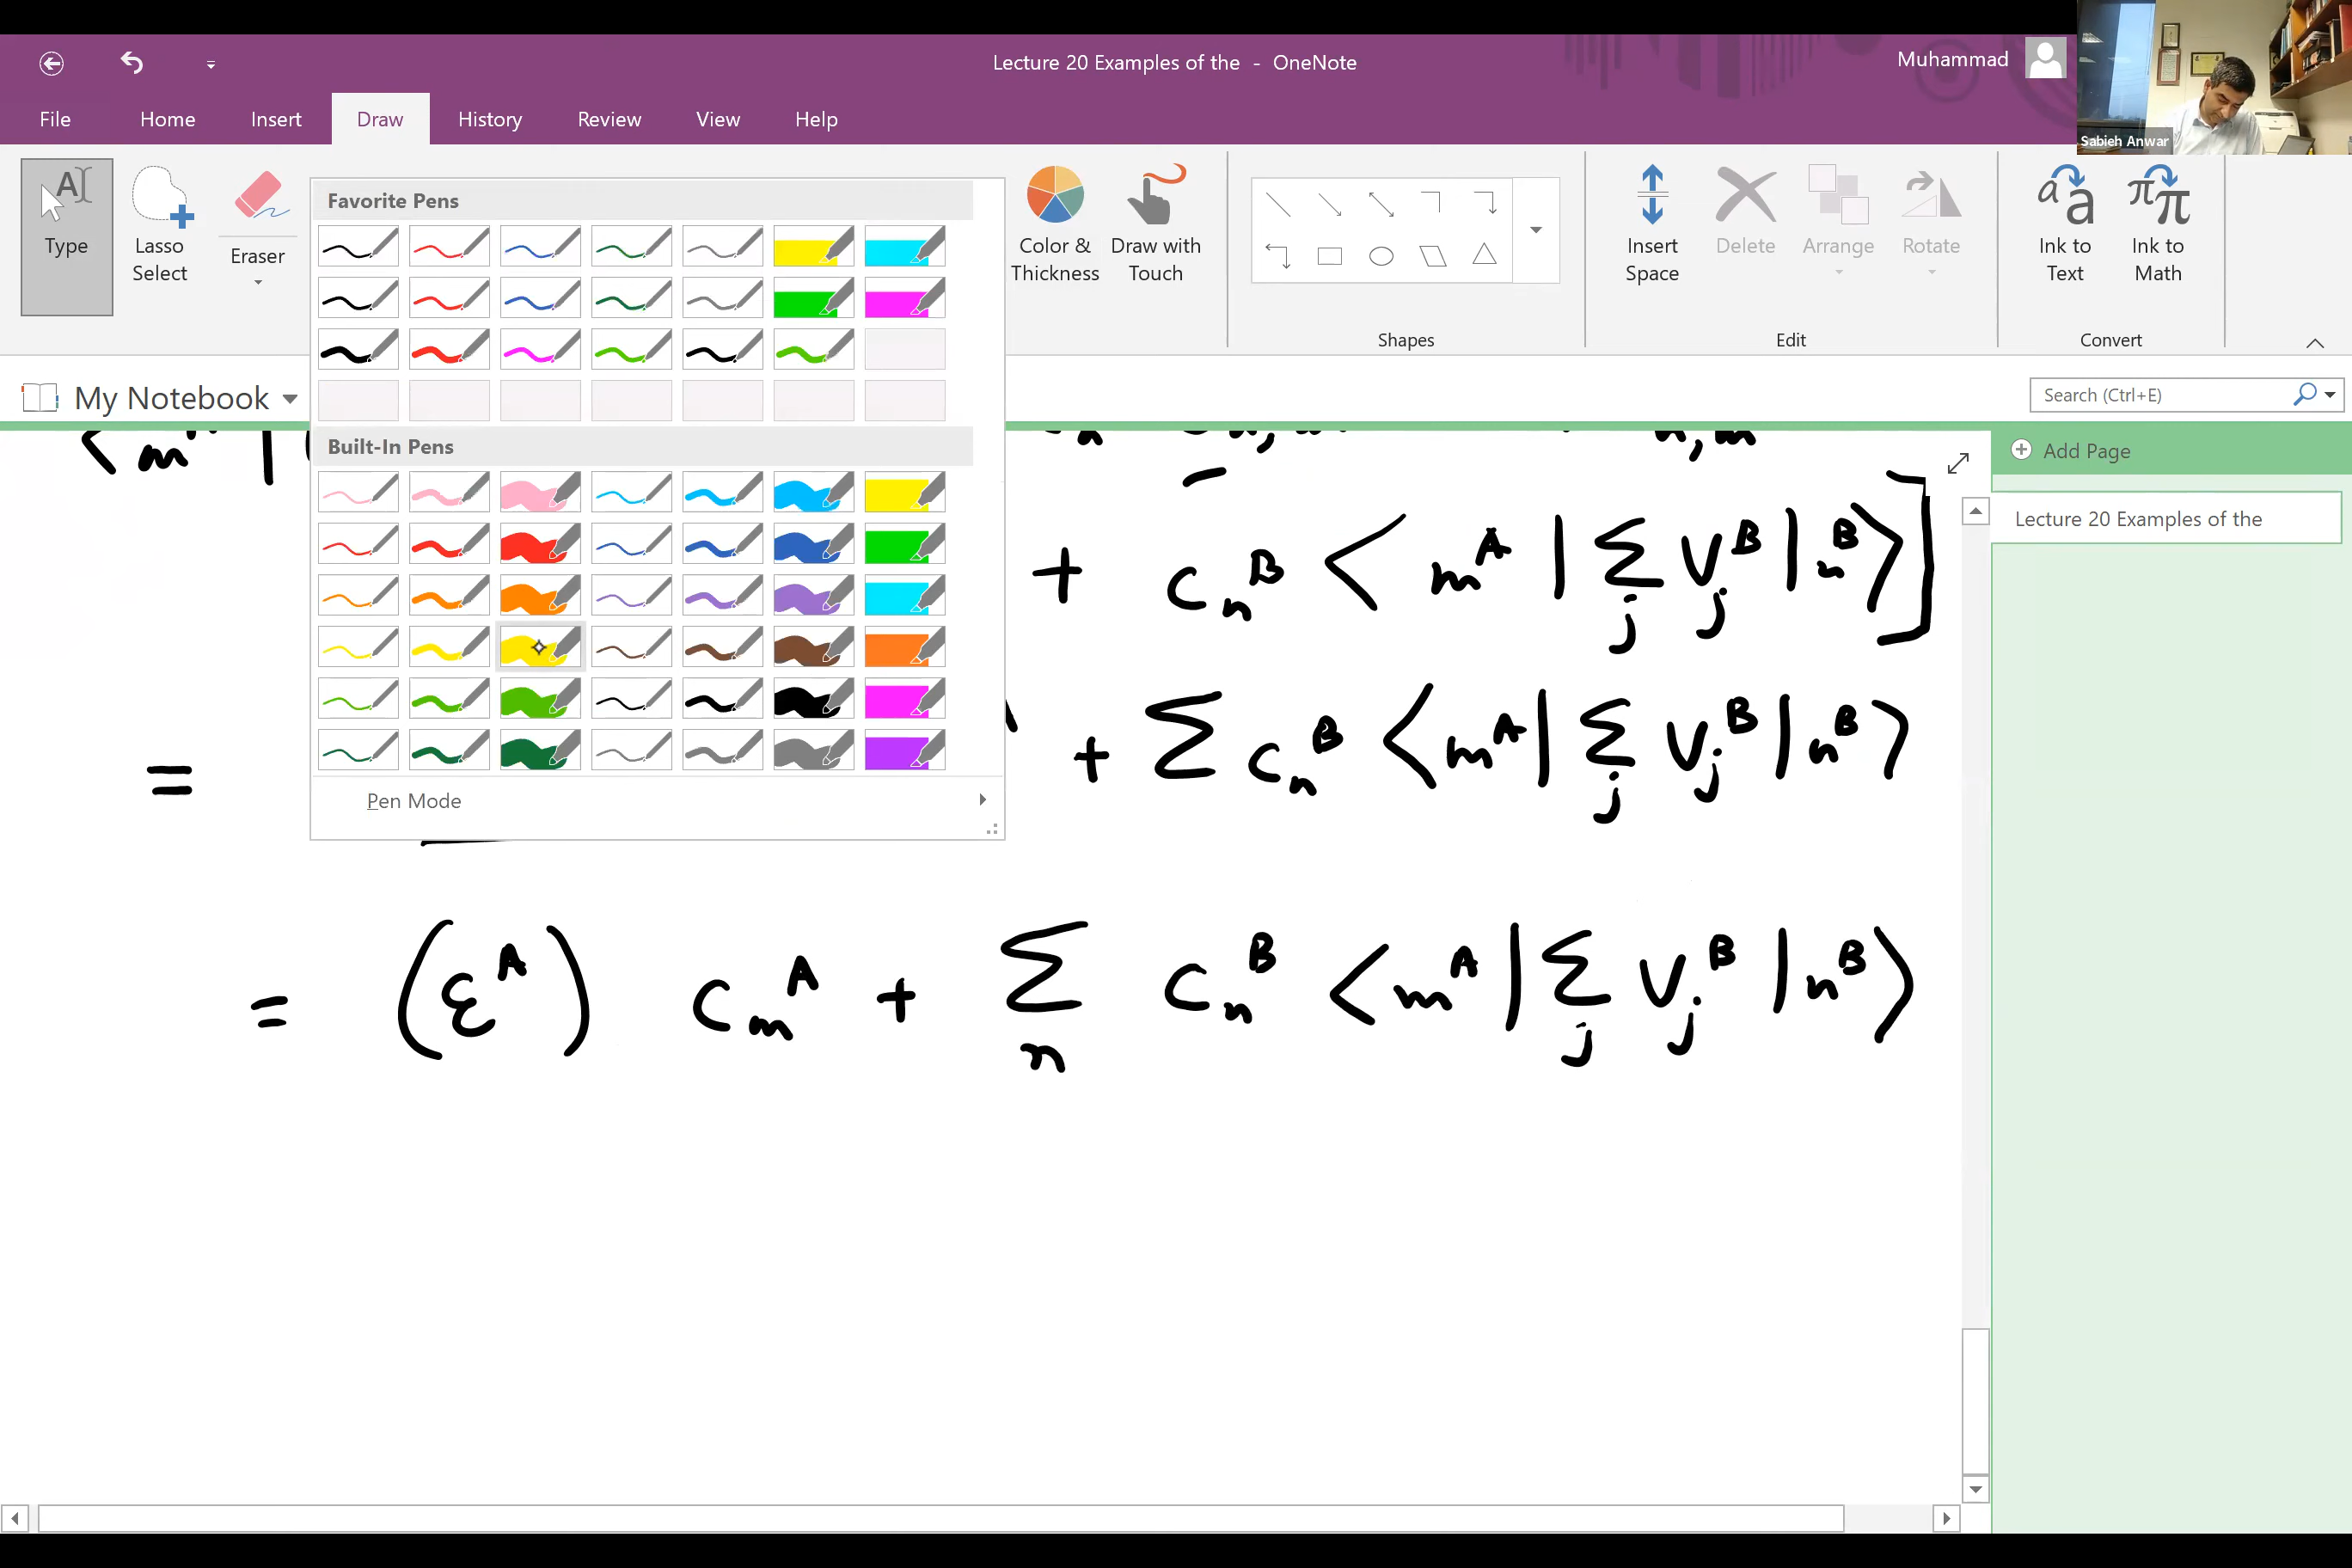 Lecture 20 Examples of the - OneNote
Muhammad
Sabieh Anwar
File Home Insert Draw History Review View Help
Type
Lasso Select
Eraser
Favorite Pens
Built-In Pens
Pen Mode
Color & Thickness
Draw with Touch
Shapes
Insert Space
Delete
Arrange
Rotate
Edit
Ink to Text
Ink to Math
Convert
My Notebook
Search (Ctrl+E)
Add Page
Lecture 20 Examples of the
+ c_n^B < m^A | Σ_j V_j^B | n^B > ]
= + Σ c_n^B < m^A | Σ_j V_j^B | n^B >
= (ε^A) c_m^A + Σ_n c_n^B < m^A | Σ_j V_j^B | n^B >